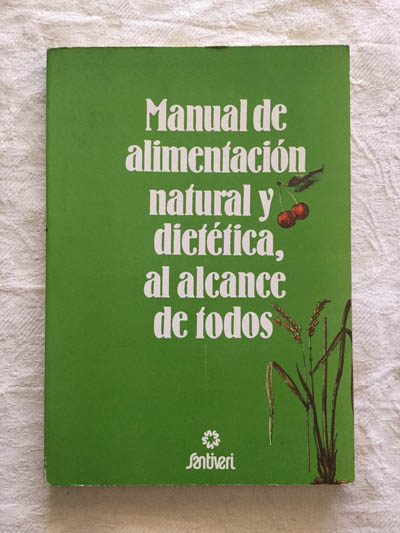 Manual de
alimentación
natural y
dietética,
al alcance
de todos
Santiveri